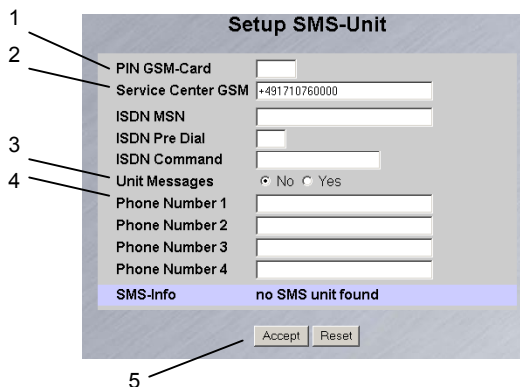 Setup SMS-Unit
1
PIN GSM-Card
2
Service Center GSM +491710760000
ISDN MSN
ISDN Pre Dial
ISDN Command
3
Unit Messages No Yes
4
Phone Number 1
Phone Number 2
Phone Number 3
Phone Number 4
SMS-Info no SMS unit found
Accept Reset
5